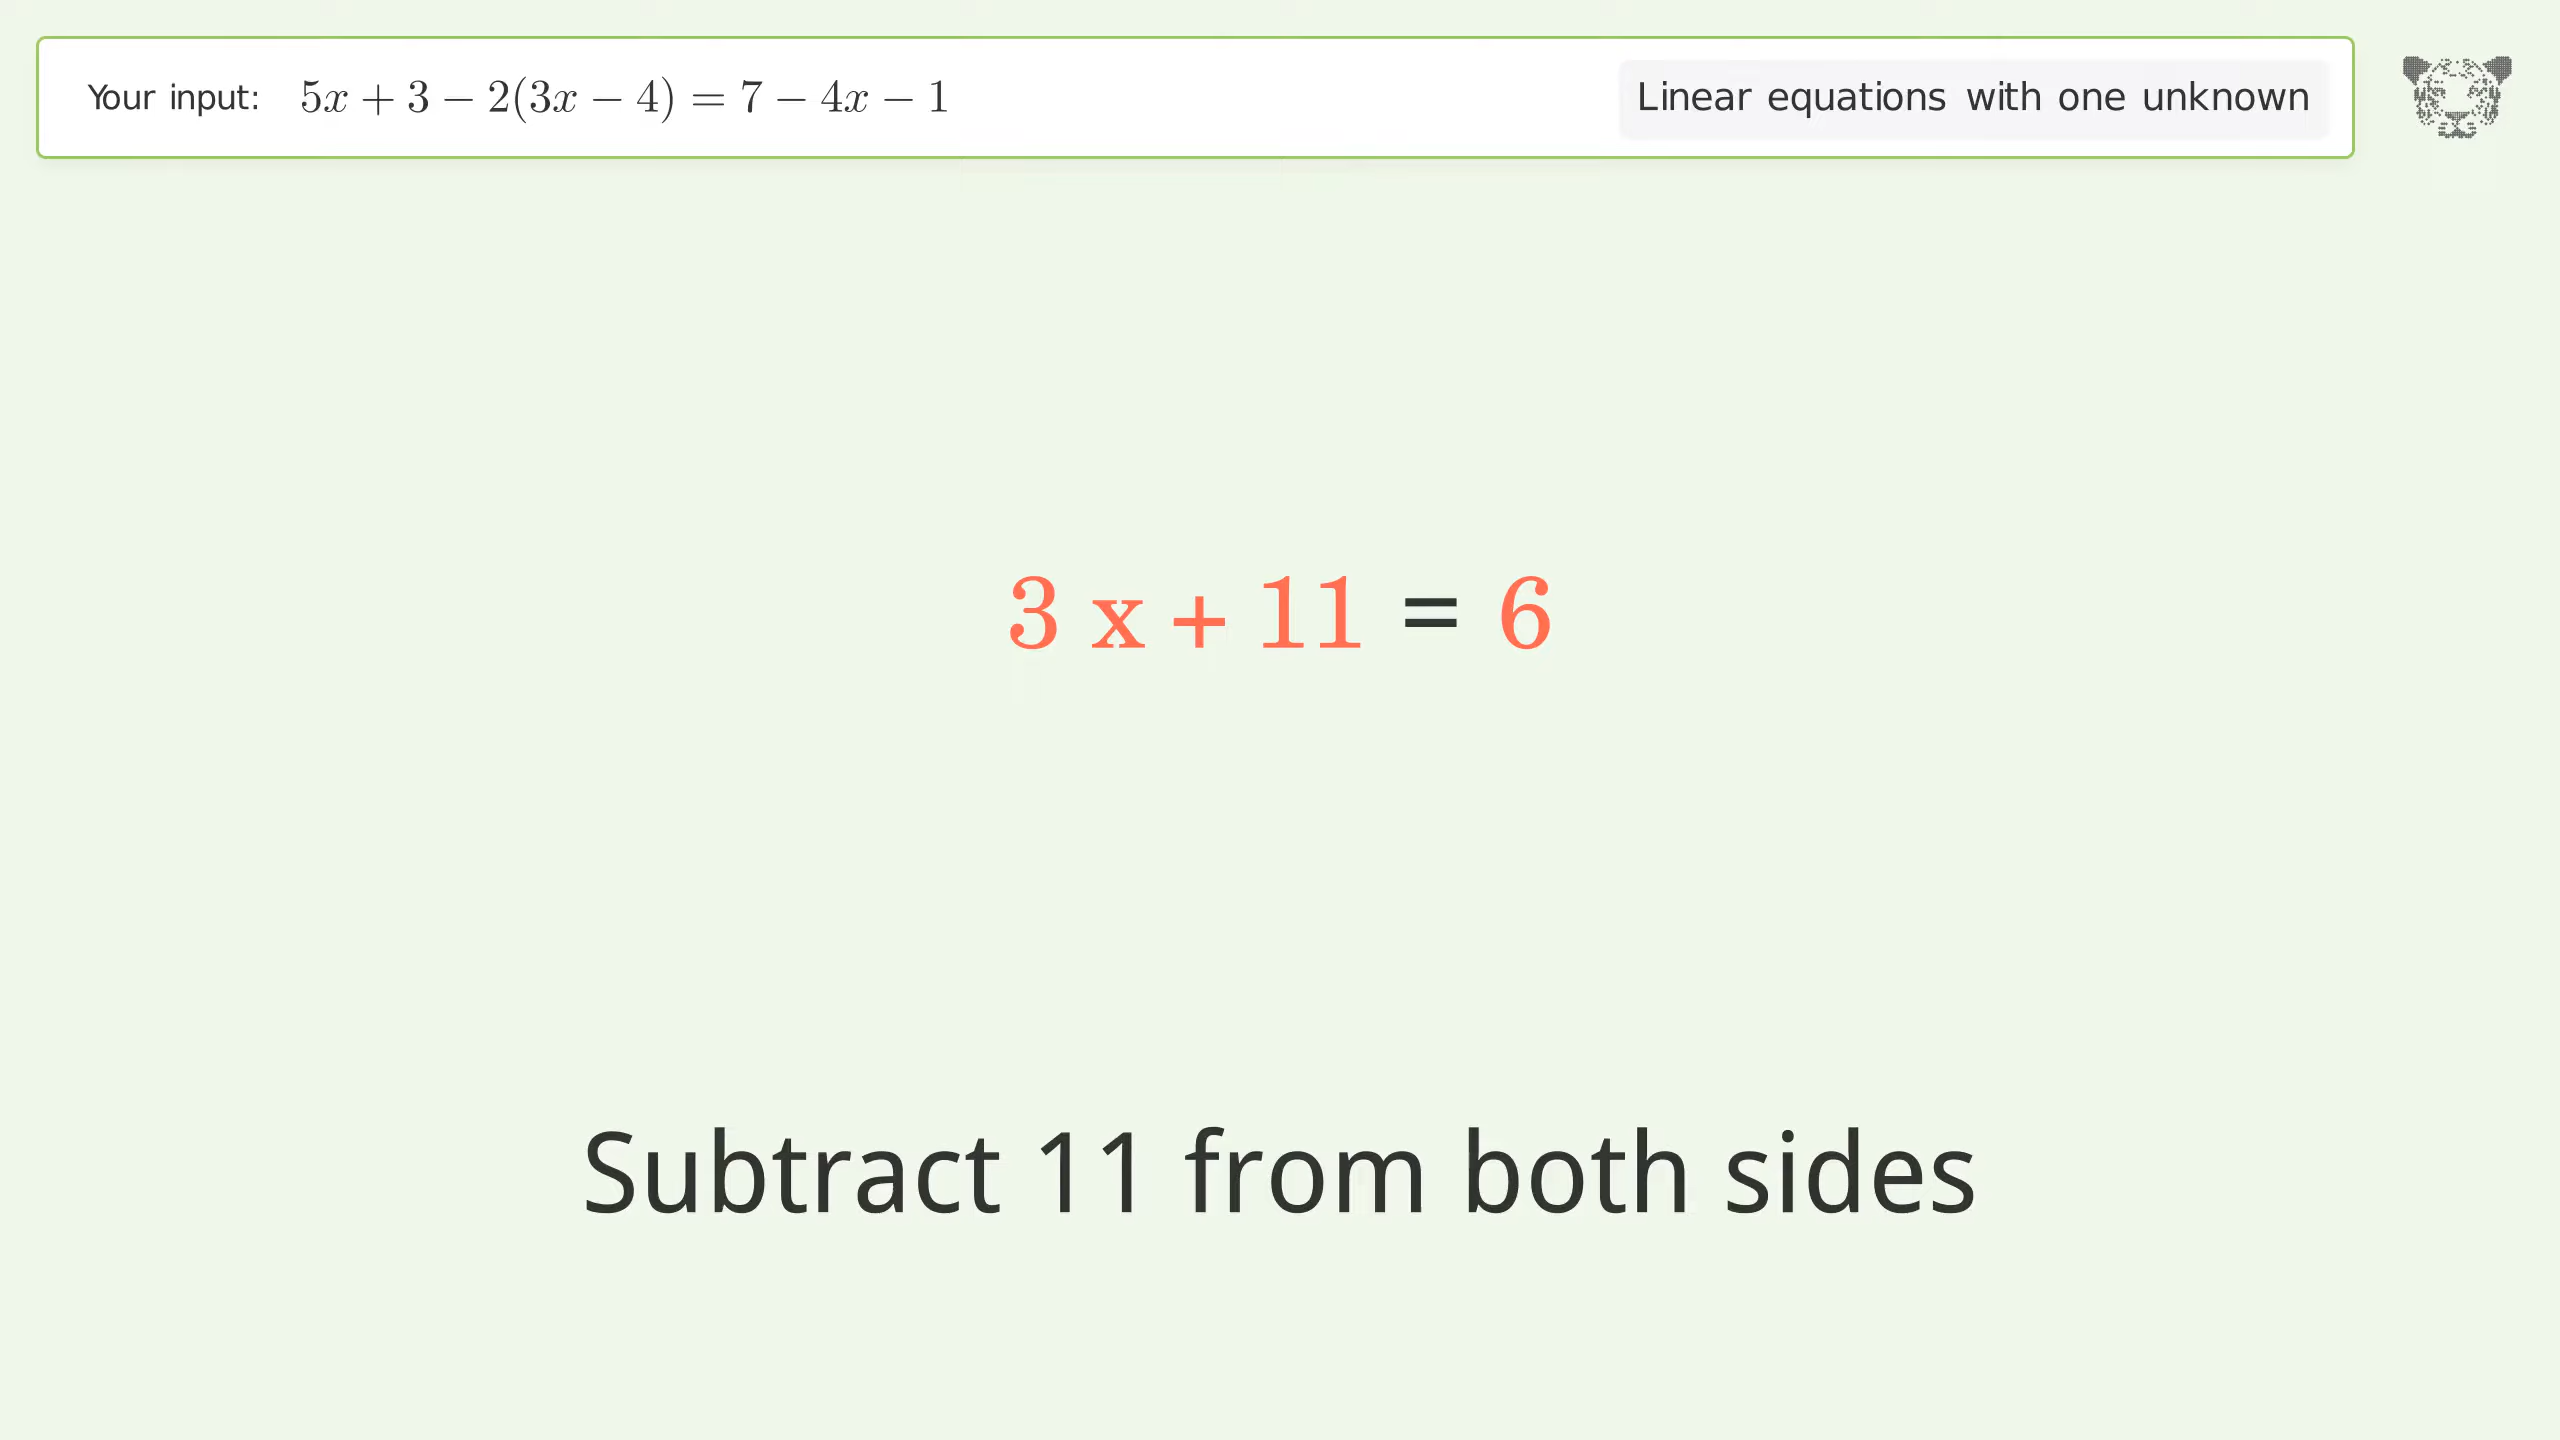 Your input: 5x + 3 − 2(3x − 4) = 7 − 4x − 1 Linear equations with one unknown
3 x + 11 = 6
Subtract 11 from both sides